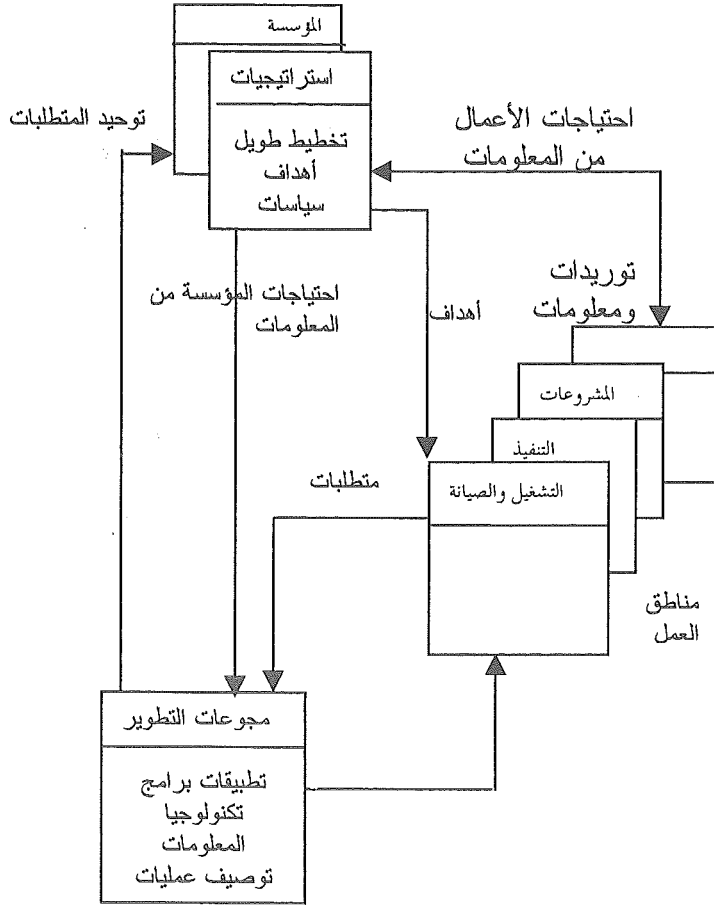 المؤسسة
استراتيجيات
تخطيط طويل
أهداف
سياسات
توحيد المتطلبات
احتياجات الأعمال
من المعلومات
توريدات
ومعلومات
احتياجات المؤسسة من
المعلومات
أهداف
المشروعات
التنفيذ
التشغيل والصيانة
متطلبات
مناطق
العمل
مجوعات التطوير
تطبيقات برامج
تكنولوجيا
المعلومات
توصيف عمليات